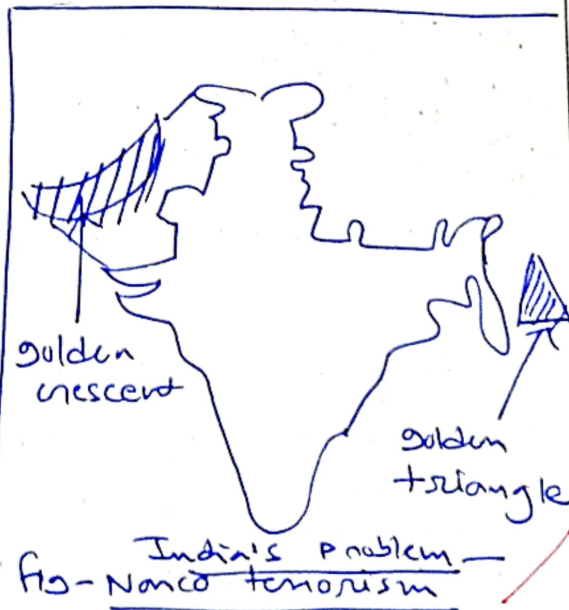 golden
crescent
golden
triangle
India's problem —
fig - Narco terrorism